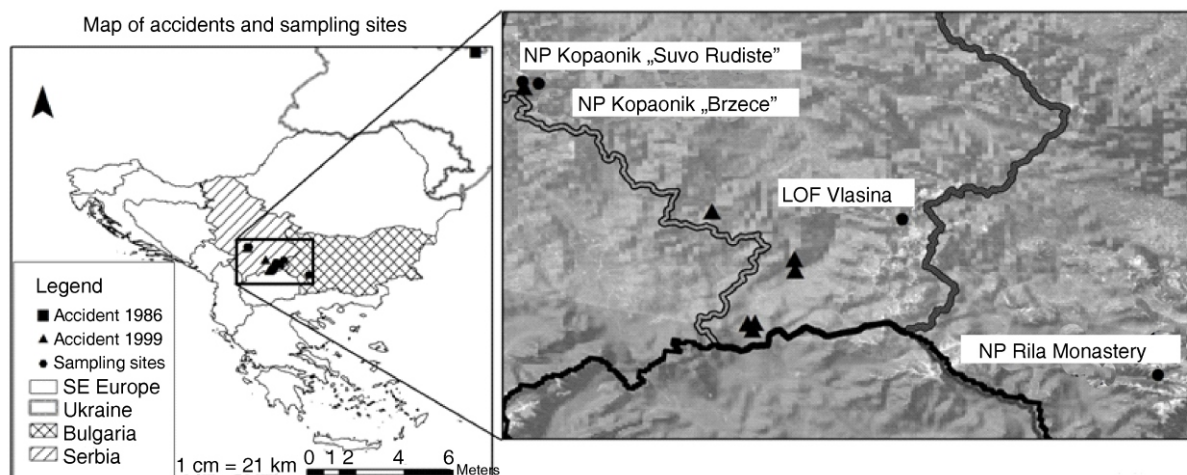 Map of accidents and sampling sites
Legend
Accident 1986
Accident 1999
Sampling sites
SE Europe
Ukraine
Bulgaria
Serbia
1 cm = 21 km
0 1 2 4 6
Meters
NP Kopaonik „Suvo Rudiste”
NP Kopaonik „Brzece”
LOF Vlasina
NP Rila Monastery